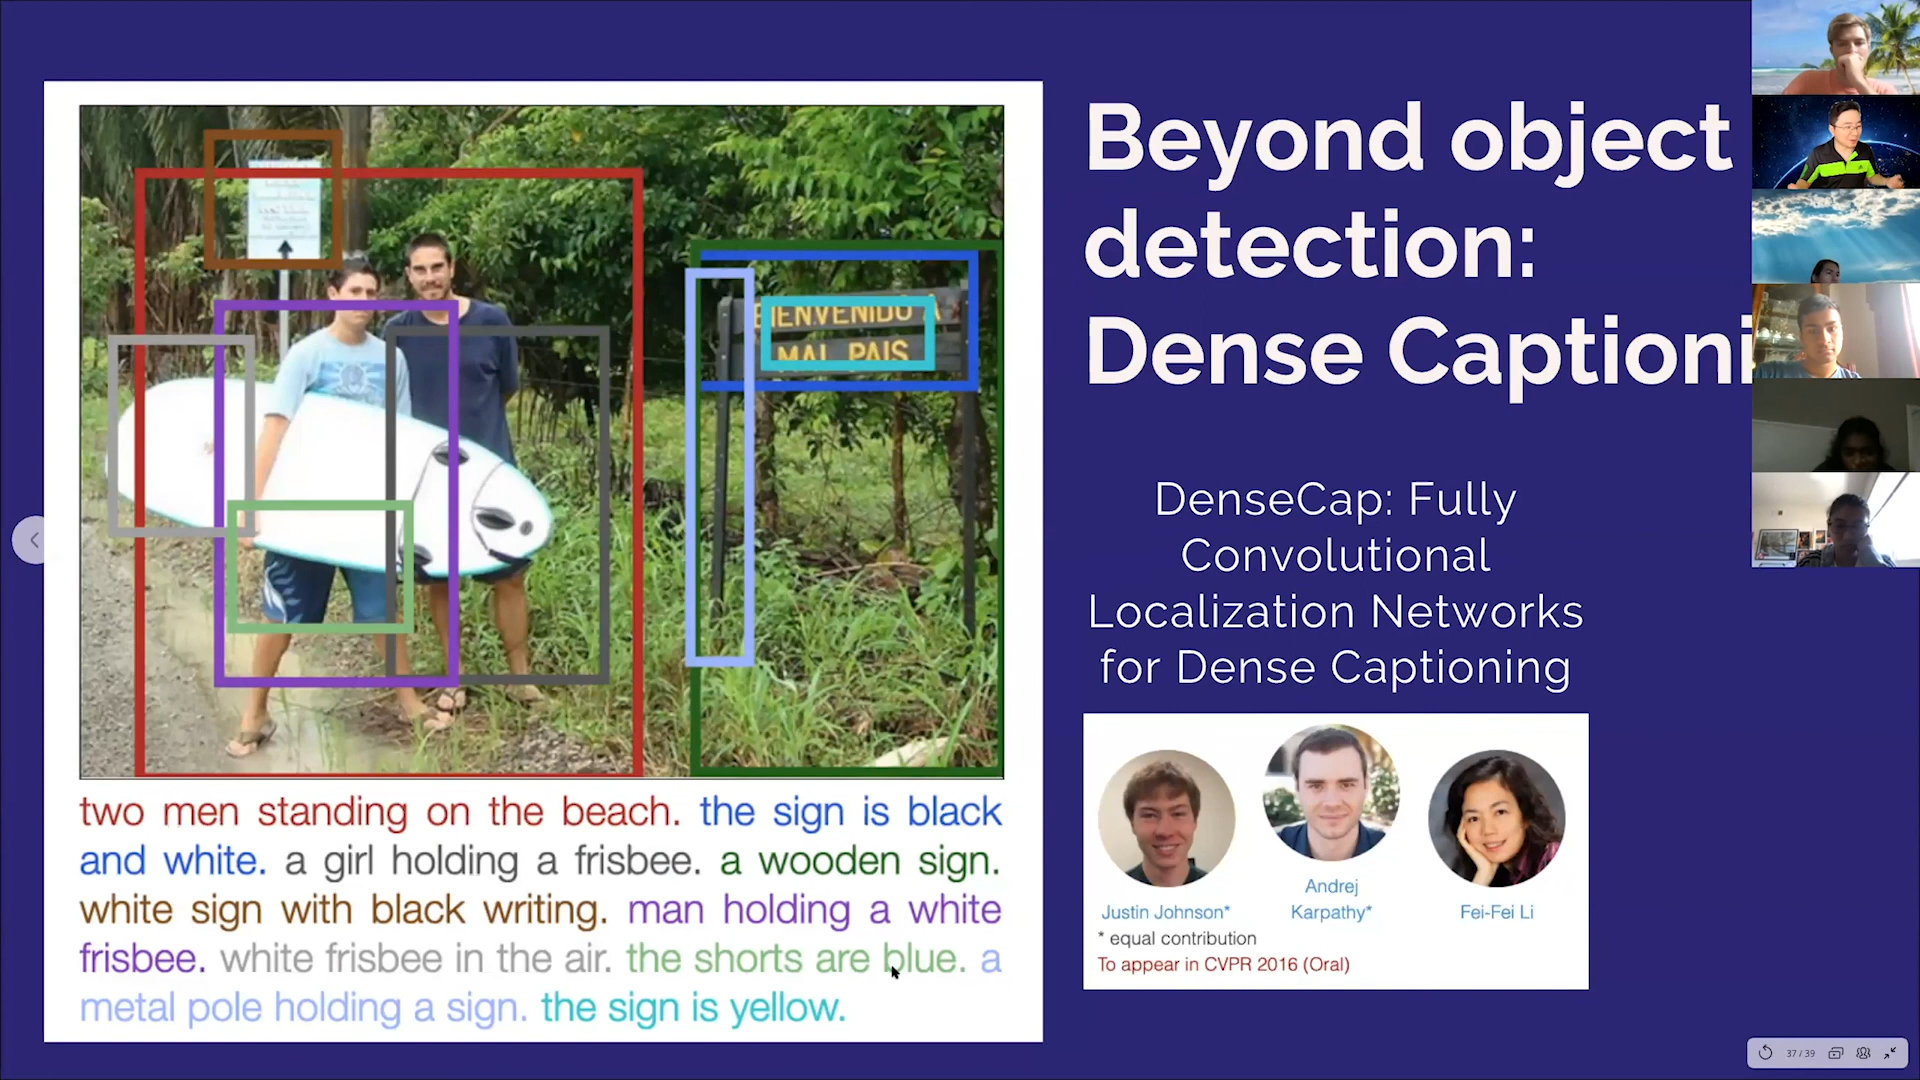 Beyond object
detection:
Dense Captioni
BIENVENIDO A
MAL PAIS
two men standing on the beach. the sign is black
and white. a girl holding a frisbee. a wooden sign.
white sign with black writing. man holding a white
frisbee. white frisbee in the air. the shorts are blue. a
metal pole holding a sign. the sign is yellow.
DenseCap: Fully
Convolutional
Localization Networks
for Dense Captioning
Justin Johnson*
Andrej
Karpathy*
Fei-Fei Li
* equal contribution
To appear in CVPR 2016 (Oral)
37 / 39